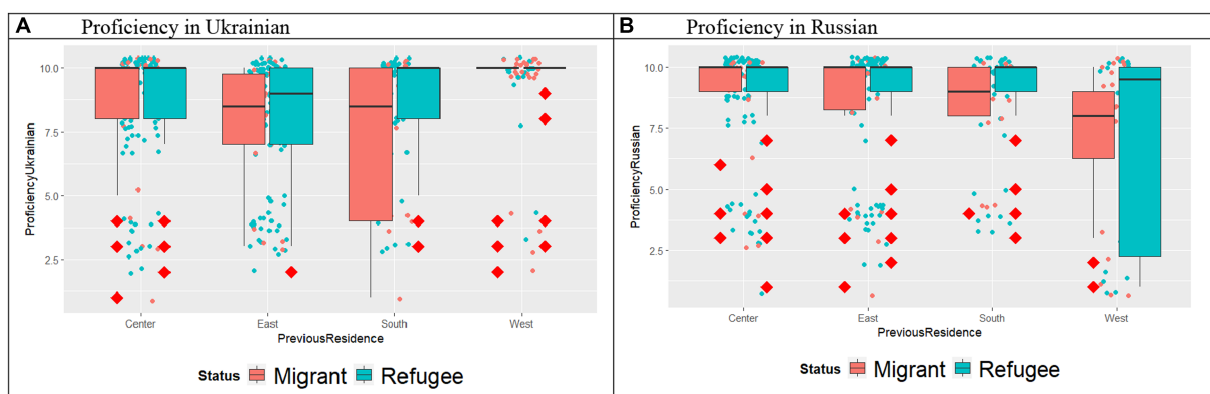 A Proficiency in Ukrainian
ProficiencyUkrainian
10.0
7.5
5.0
2.5
Center East South West
PreviousResidence
Status Migrant Refugee
B Proficiency in Russian
ProficiencyRussian
10.0
7.5
5.0
2.5
Center East South West
PreviousResidence
Status Migrant Refugee